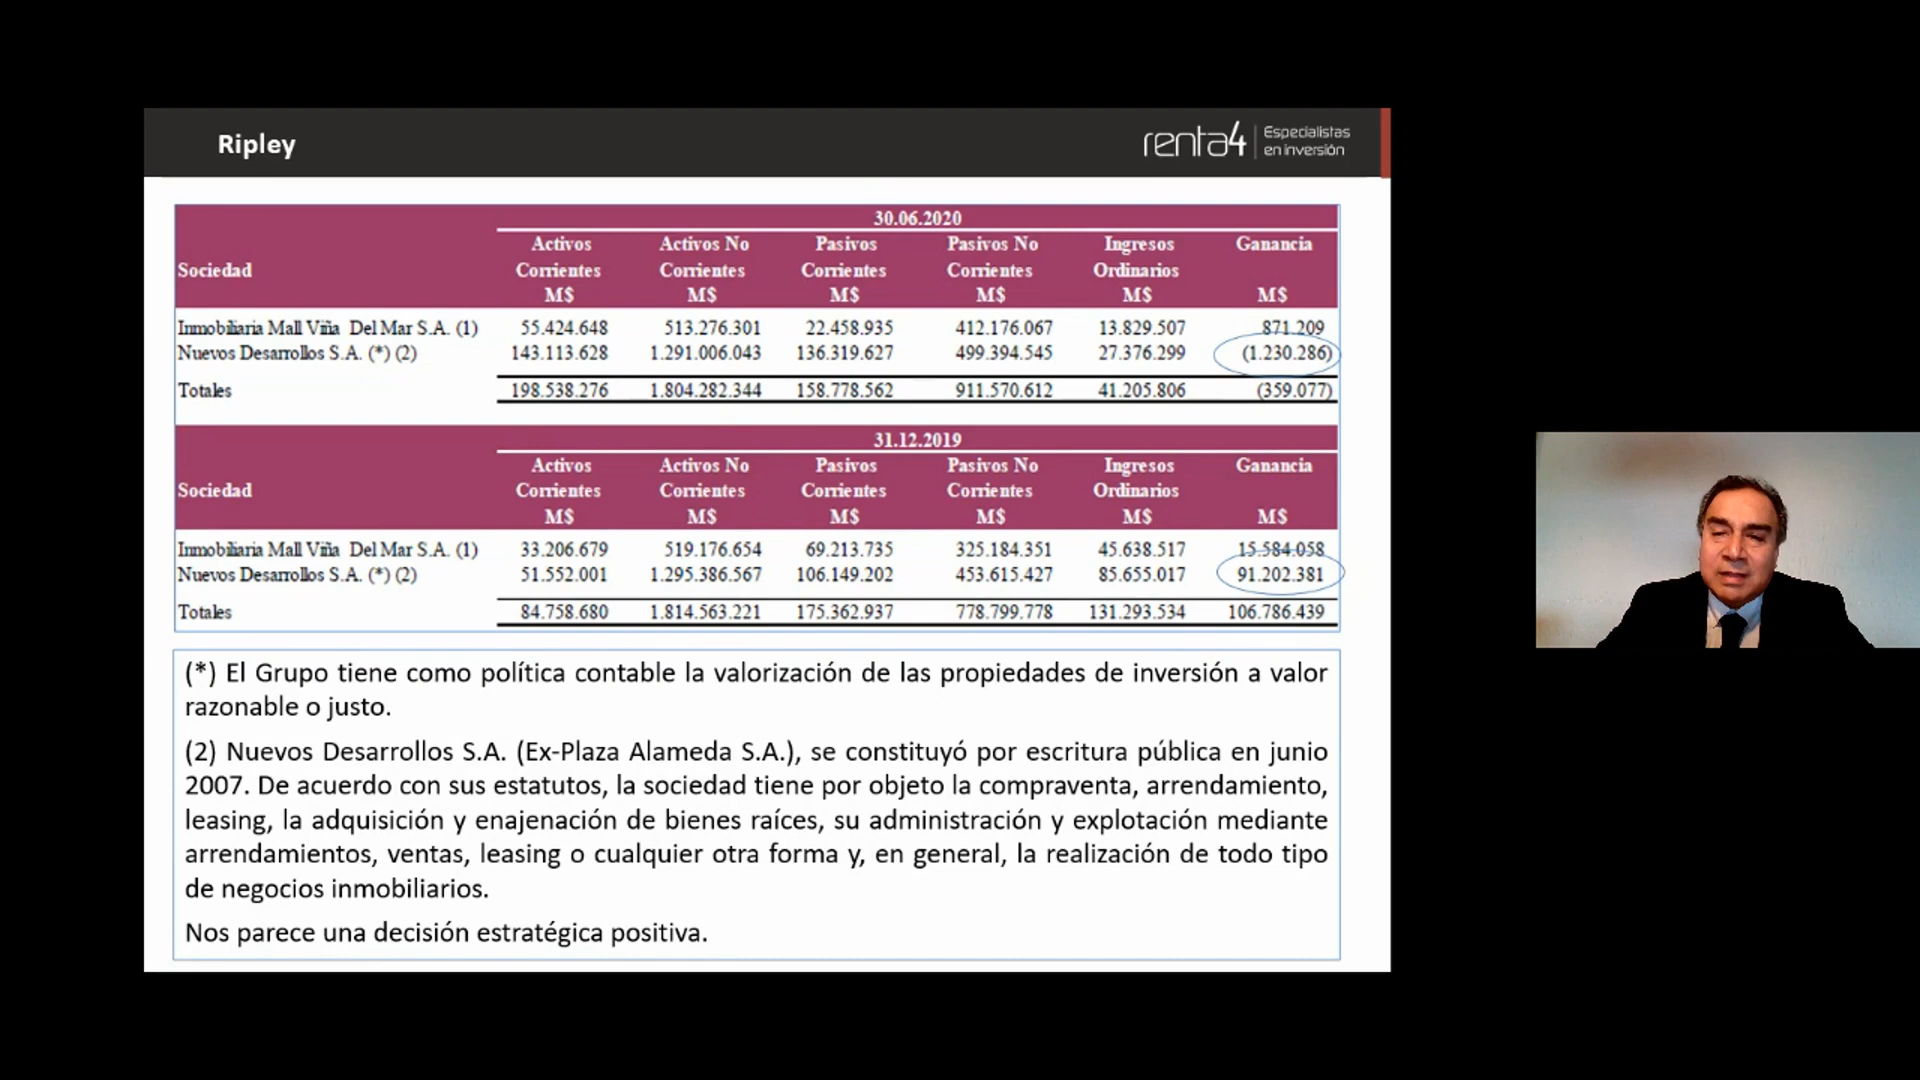 Ripley
renta4 Especialistas
en inversión
30.06.2020
Activos Activos No Pasivos Pasivos No Ingresos Ganancia
Sociedad Corrientes Corrientes Corrientes Corrientes Ordinarios
M$ M$ M$ M$ M$ M$
Inmobiliaria Mall Viña Del Mar S.A. (1) 55.424.648 513.276.301 22.458.935 412.176.067 13.829.507 871.209
Nuevos Desarrollos S.A. (*) (2) 143.113.628 1.291.006.043 136.319.627 499.394.545 27.376.299 (1.230.286)
Totales 198.538.276 1.804.282.344 158.778.562 911.570.612 41.205.806 (359.077)
31.12.2019
Activos Activos No Pasivos Pasivos No Ingresos Ganancia
Sociedad Corrientes Corrientes Corrientes Corrientes Ordinarios
M$ M$ M$ M$ M$ M$
Inmobiliaria Mall Viña Del Mar S.A. (1) 33.206.679 519.176.654 69.213.735 325.184.351 45.638.517 15.584.058
Nuevos Desarrollos S.A. (*) (2) 51.552.001 1.295.386.567 106.149.202 453.615.427 85.655.017 91.202.381
Totales 84.758.680 1.814.563.221 175.362.937 778.799.778 131.293.534 106.786.439
(*) El Grupo tiene como política contable la valorización de las propiedades de inversión a valor
razonable o justo.
(2) Nuevos Desarrollos S.A. (Ex-Plaza Alameda S.A.), se constituyó por escritura pública en junio
2007. De acuerdo con sus estatutos, la sociedad tiene por objeto la compraventa, arrendamiento,
leasing, la adquisición y enajenación de bienes raíces, su administración y explotación mediante
arrendamientos, ventas, leasing o cualquier otra forma y, en general, la realización de todo tipo
de negocios inmobiliarios.
Nos parece una decisión estratégica positiva.